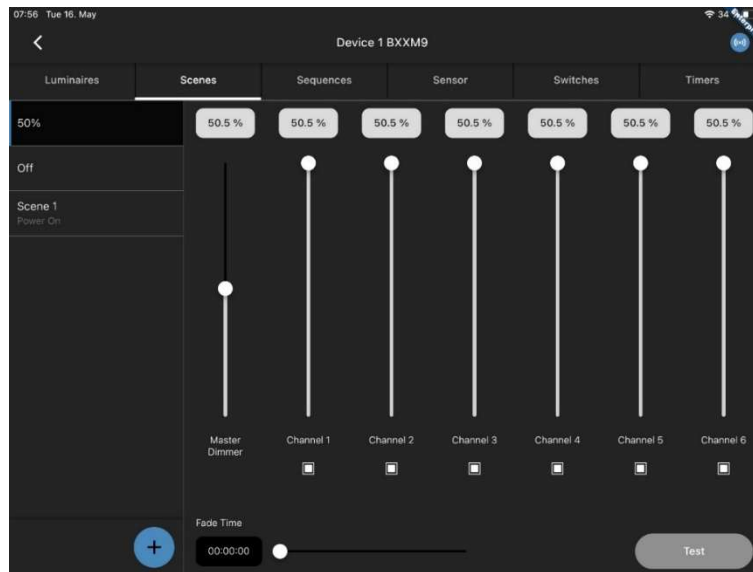 07:56 Tue 16. May
34
Device 1 BXXM9
Luminaires Scenes Sequences Sensor Switches Timers
50%
Off
Scene 1
Power On
50.5 % 50.5 % 50.5 % 50.5 % 50.5 % 50.5 % 50.5 %
Master
Dimmer
Channel 1 Channel 2 Channel 3 Channel 4 Channel 5 Channel 6
Fade Time
00:00:00
Test